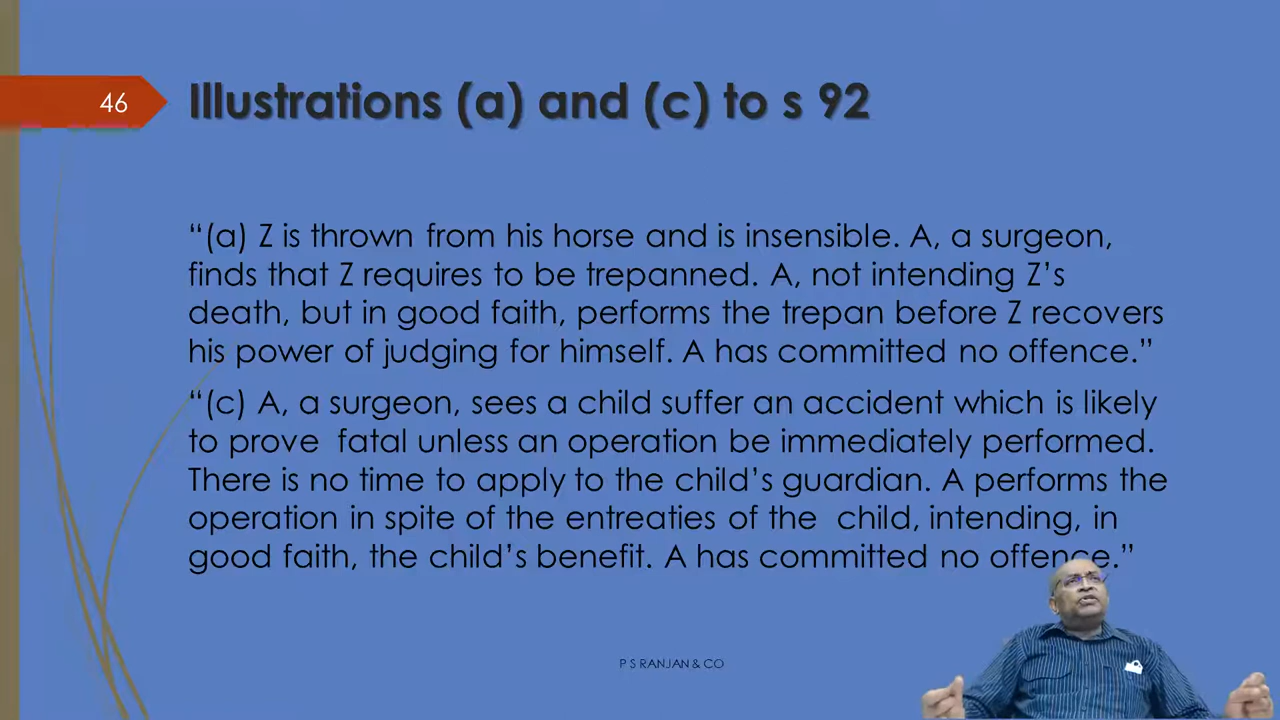 46
Illustrations (a) and (c) to s 92
“(a) Z is thrown from his horse and is insensible. A, a surgeon,
finds that Z requires to be trepanned. A, not intending Z’s
death, but in good faith, performs the trepan before Z recovers
his power of judging for himself. A has committed no offence.”
“(c) A, a surgeon, sees a child suffer an accident which is likely
to prove fatal unless an operation be immediately performed.
There is no time to apply to the child’s guardian. A performs the
operation in spite of the entreaties of the child, intending, in
good faith, the child’s benefit. A has committed no offence.”
P S RANJAN & CO